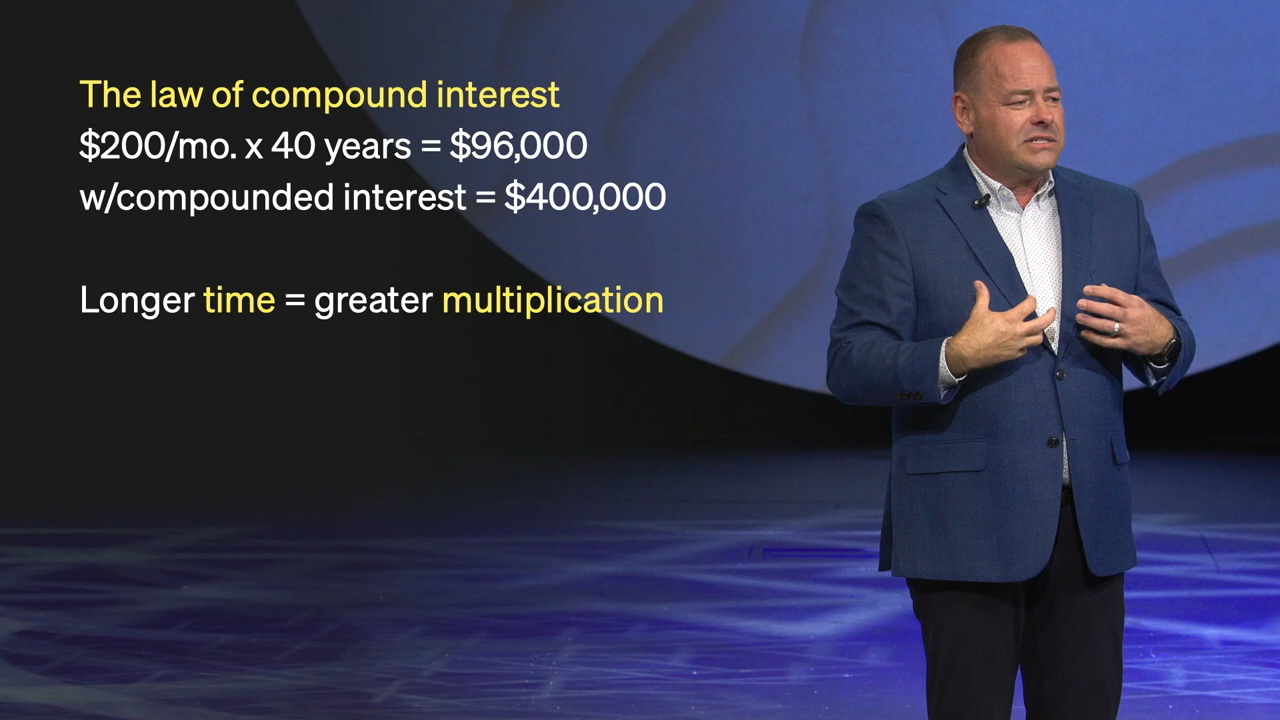 The law of compound interest
$200/mo. x 40 years = $96,000
w/compounded interest = $400,000
Longer time = greater multiplication